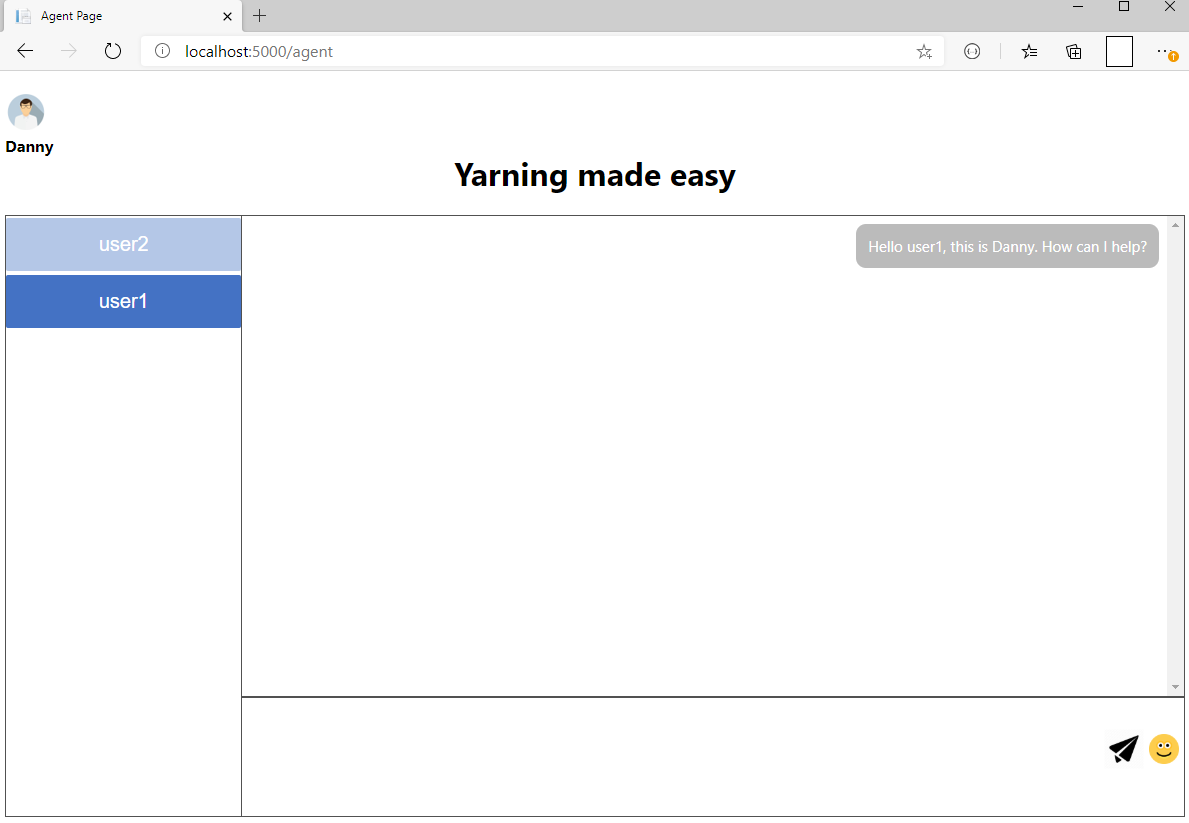 Agent Page
localhost:5000/agent
Danny
Yarning made easy
user2
Hello user1, this is Danny. How can I help?
user1